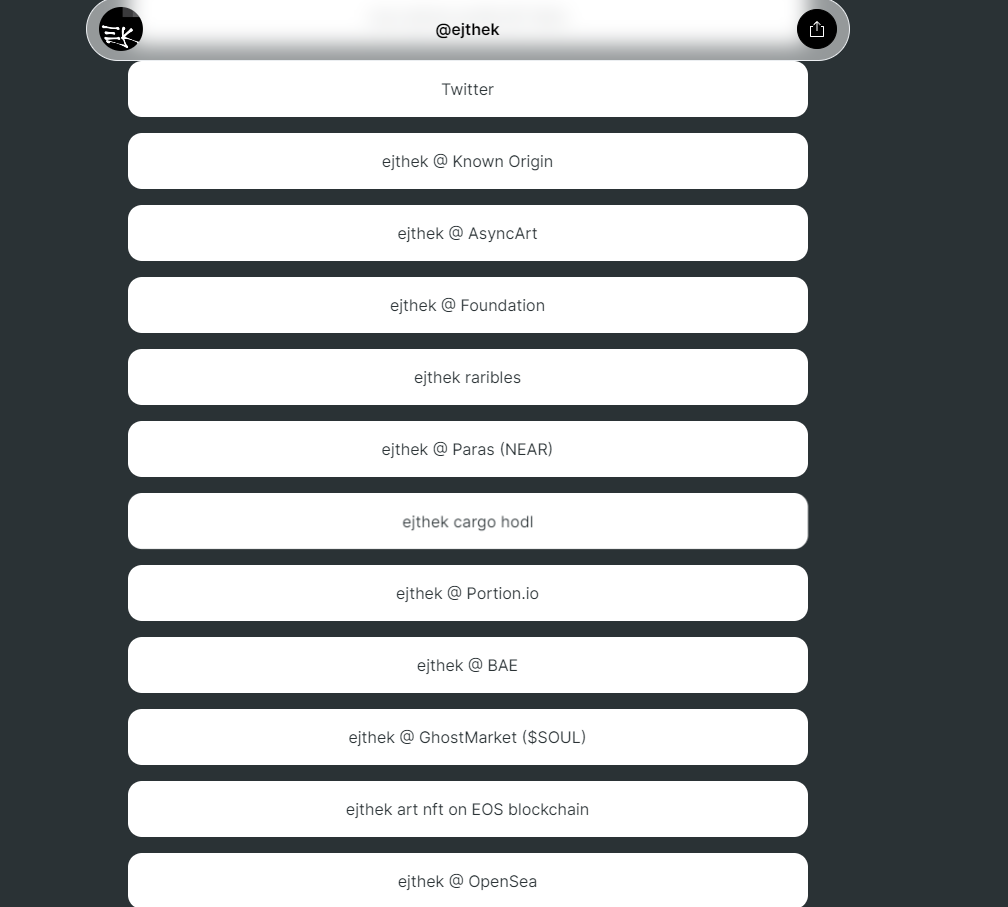 EK
@ejthek
Twitter
ejthek @ Known Origin
ejthek @ AsyncArt
ejthek @ Foundation
ejthek raribles
ejthek @ Paras (NEAR)
ejthek cargo hodl
ejthek @ Portion.io
ejthek @ BAE
ejthek @ GhostMarket ($SOUL)
ejthek art nft on EOS blockchain
ejthek @ OpenSea